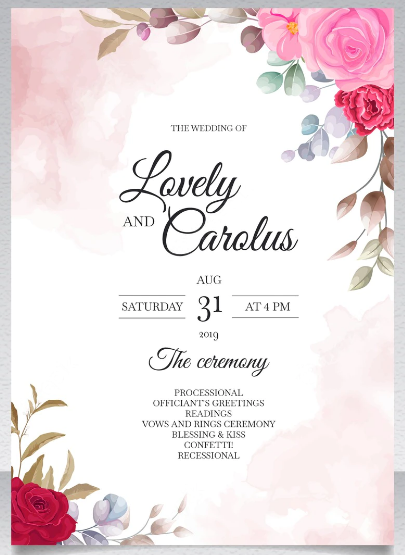 THE WEDDING OF
Lovely
AND Carolus
AUG
SATURDAY 31 AT 4 PM
2019
The ceremony
PROCESSIONAL
OFFICIANT'S GREETINGS
READINGS
VOWS AND RINGS CEREMONY
BLESSING & KISS
CONFETTI
RECESSIONAL